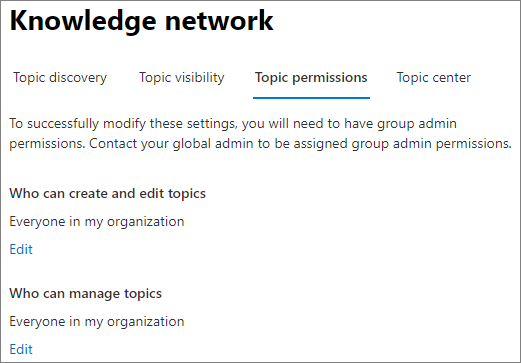 Knowledge network
Topic discovery Topic visibility Topic permissions Topic center
To successfully modify these settings, you will need to have group admin
permissions. Contact your global admin to be assigned group admin permissions.
Who can create and edit topics
Everyone in my organization
Edit
Who can manage topics
Everyone in my organization
Edit